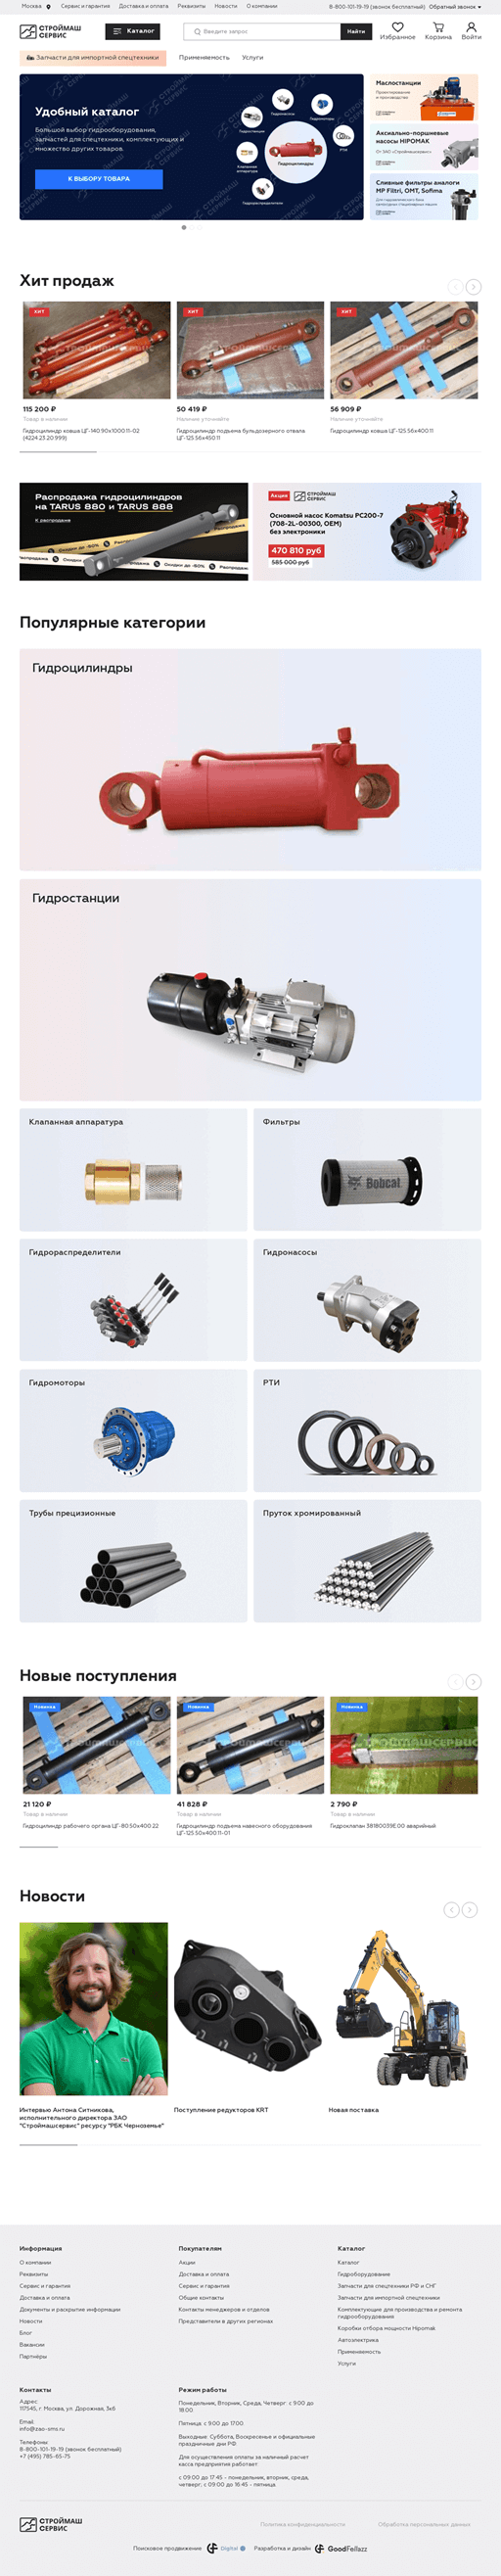 Москва Сервис и гарантия Доставка и оплата Реквизиты Новости О компании 8-800-101-19-19 (звонок бесплатный) Обратный звонок
СТРОЙМАШ
СЕРВИС
Каталог
Введите запрос
Найти
Избранное Корзина Войти
Запчасти для импортной спецтехники Применяемость Услуги
Удобный каталог
Большой выбор гидрооборудования,
запчастей для спецтехники, комплектующих и
множество других товаров.
К ВЫБОРУ ТОВАРА
Гидростанции
Гидронасосы
Гидромоторы
РТИ
Гидроцилиндры
Клапанная
аппаратура
Гидрораспределители
Маслостанции
Проектирование
и производство
Аксиально-поршневые
насосы HIPOMAK
От ЗАО «Строймашсервис»
Сливные фильтры аналоги
MP Filtri, OMT, Sofima
Хит продаж
ХИТ
ХИТ
ХИТ
115 200 ₽
Товар в наличии
Гидроцилиндр ковша ЦГ-140.90х1000.11-02
(4224.23.20.999)
50 419 ₽
Наличие уточняйте
Гидроцилиндр подъема бульдозерного отвала
ЦГ-125.56х450.11
56 909 ₽
Наличие уточняйте
Гидроцилиндр ковша ЦГ-125.56х400.11
Распродажа гидроцилиндров
на TARUS 880 и TARUS 888
К распродаже
Скидки до -60%
Распродажа
Акция
СТРОЙМАШ
СЕРВИС
Основной насос Komatsu PC200-7
(708-2L-00300, OEM)
без электроники
470 810 руб
585 000 руб
Популярные категории
Гидроцилиндры
Гидростанции
Клапанная аппаратура
Фильтры
Bobcat
Гидрораспределители
Гидронасосы
Гидромоторы
РТИ
Трубы прецизионные
Пруток хромированный
Новые поступления
Новинка
Новинка
Новинка
21 120 ₽
Товар в наличии
Гидроцилиндр рабочего органа ЦГ-80.50х400.22
41 828 ₽
Товар в наличии
Гидроцилиндр подъема навесного оборудования
ЦГ-125.50х400.11-01
2 790 ₽
Товар в наличии
Гидроклапан 38180039E00 аварийный
Новости
Интервью Антона Ситникова,
исполнительного директора ЗАО
"Строймашсервис" ресурсу "РБК Черноземье"
Поступление редукторов KRT
Новая поставка
Информация
О компании
Реквизиты
Сервис и гарантия
Доставка и оплата
Документы и раскрытие информации
Новости
Блог
Вакансии
Партнёры
Покупателям
Акции
Доставка и оплата
Сервис и гарантия
Общие контакты
Контакты менеджеров и отделов
Представители в других регионах
Каталог
Каталог
Гидроборудование
Запчасти для спецтехники РФ и СНГ
Запчасти для импортной спецтехники
Комплектующие для производства и ремонта
гидрооборудования
Коробки отбора мощности Hipomak
Автоэлектрика
Применяемость
Услуги
Контакты
Адрес:
117545, г. Москва, ул. Дорожная, 3к6
Email:
info@zao-sms.ru
Телефоны:
8-800-101-19-19 (звонок бесплатный)
+7 (495) 785-65-75
Режим работы
Понедельник, Вторник, Среда, Четверг: с 9:00 до
18:00
Пятница: с 9:00 до 17:00
Выходные: Суббота, Воскресенье и официальные
праздничные дни РФ
Для осуществления оплаты за наличный расчет
касса предприятия работает:
с 09:00 до 17:45 - понедельник, вторник, среда,
четверг; с 09:00 до 16:45 - пятница.
СТРОЙМАШ
СЕРВИС
Политика конфиденциальности Обработка персональных данных
Поисковое продвижение Digital Разработка и дизайн GoodFellazz